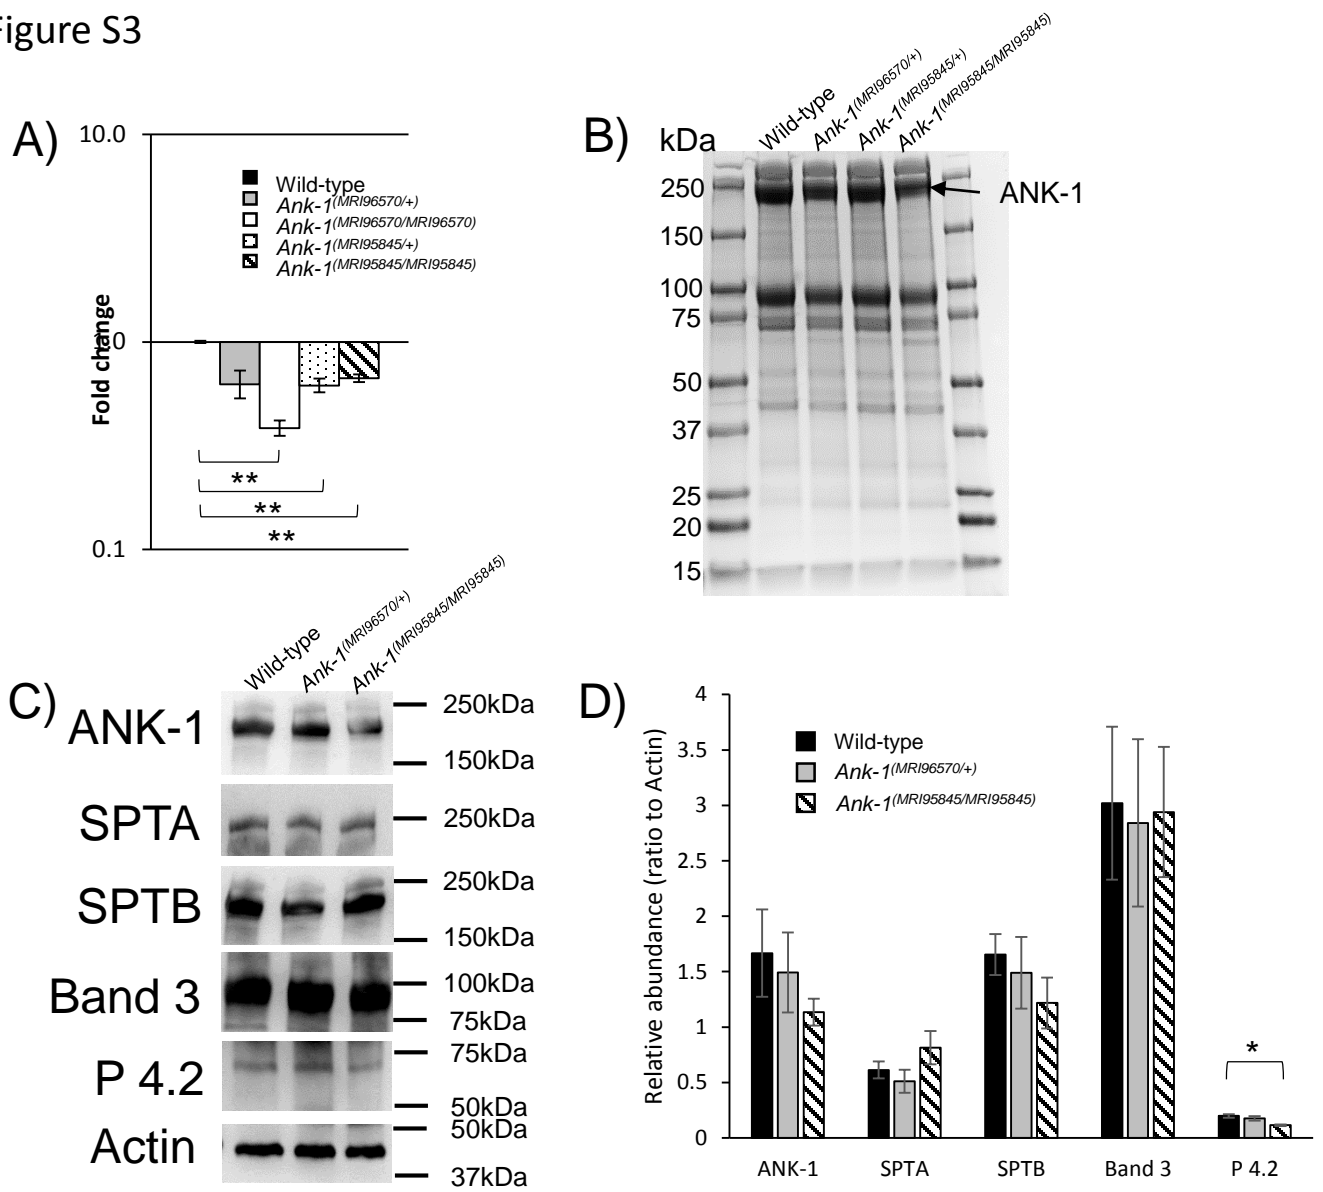 Figure S3
A)
10.0
1.0
0.1
Fold change
Wild-type
Ank-1(MRI96570/+)
Ank-1(MRI96570/MRI96570)
Ank-1(MRI95845/+)
Ank-1(MRI95845/MRI95845)
**
**
**
B)
kDa
Wild-type
Ank-1(MRI96570/+)
Ank-1(MRI95845/+)
Ank-1(MRI95845/MRI95845)
250
150
100
75
50
37
25
20
15
ANK-1
C)
Wild-type
Ank-1(MRI96570/+)
Ank-1(MRI95845/MRI95845)
ANK-1
250kDa
150kDa
SPTA
250kDa
SPTB
250kDa
150kDa
Band 3
100kDa
75kDa
P 4.2
75kDa
50kDa
Actin
50kDa
37kDa
D)
Relative abundance (ratio to Actin)
4
3.5
3
2.5
2
1.5
1
0.5
0
Wild-type
Ank-1(MRI96570/+)
Ank-1(MRI95845/MRI95845)
*
ANK-1 SPTA SPTB Band 3 P 4.2